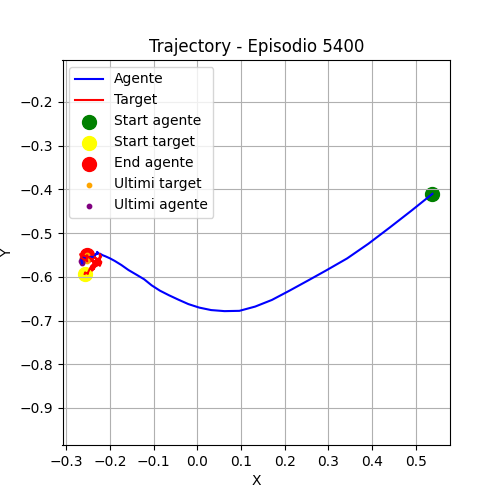 Trajectory - Episodio 5400
Agente
Target
Start agente
Start target
End agente
Ultimi target
Ultimi agente
−0.2
−0.3
−0.4
−0.5
−0.6
−0.7
−0.8
−0.9
Y
−0.3 −0.2 −0.1 0.0 0.1 0.2 0.3 0.4 0.5
X